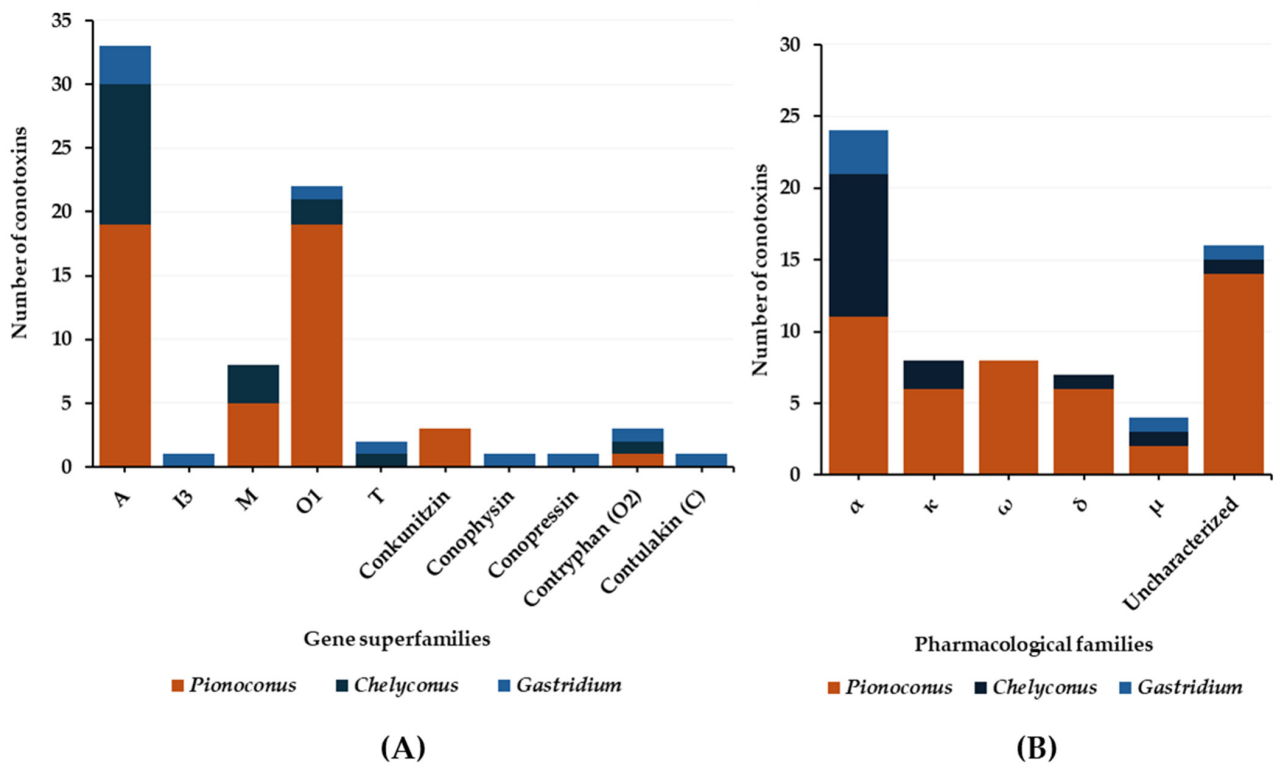 Number of conotoxins
35
30
25
20
15
10
5
0
A
I3
M
O1
T
Conkunitzin
Conophysin
Conopressin
Contryphan (O2)
Contulakin (C)
Gene superfamilies
Pionoconus Chelyconus Gastridium
(A)
Number of conotoxins
30
25
20
15
10
5
0
α
κ
ω
δ
μ
Uncharacterized
Pharmacological families
Pionoconus Chelyconus Gastridium
(B)